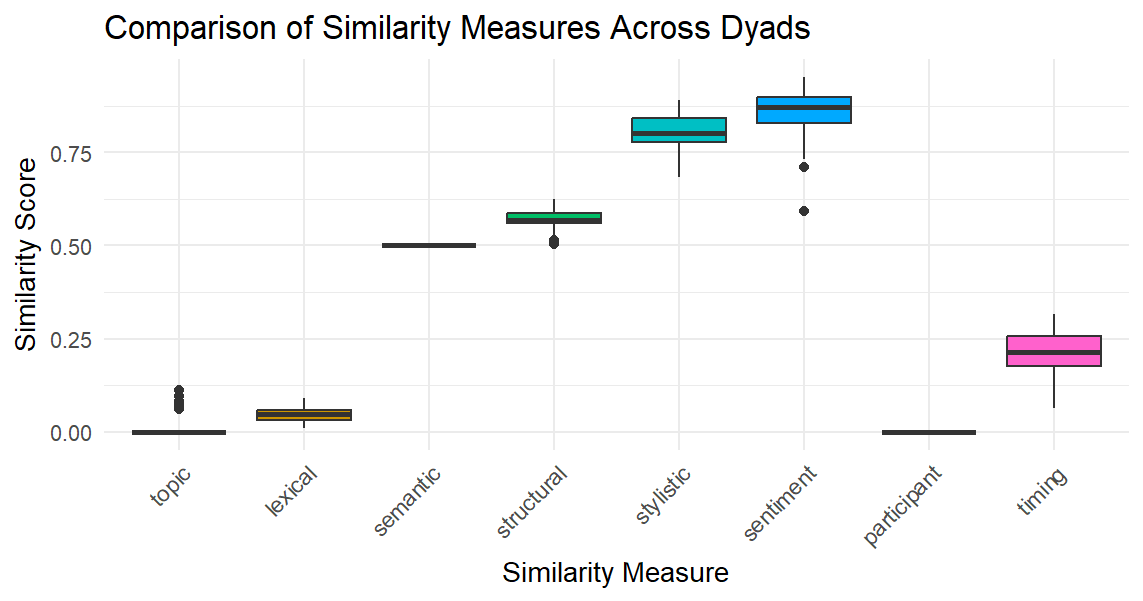 Comparison of Similarity Measures Across Dyads
Similarity Score
0.75
0.50
0.25
0.00
topic
lexical
semantic
structural
stylistic
sentiment
participant
timing
Similarity Measure